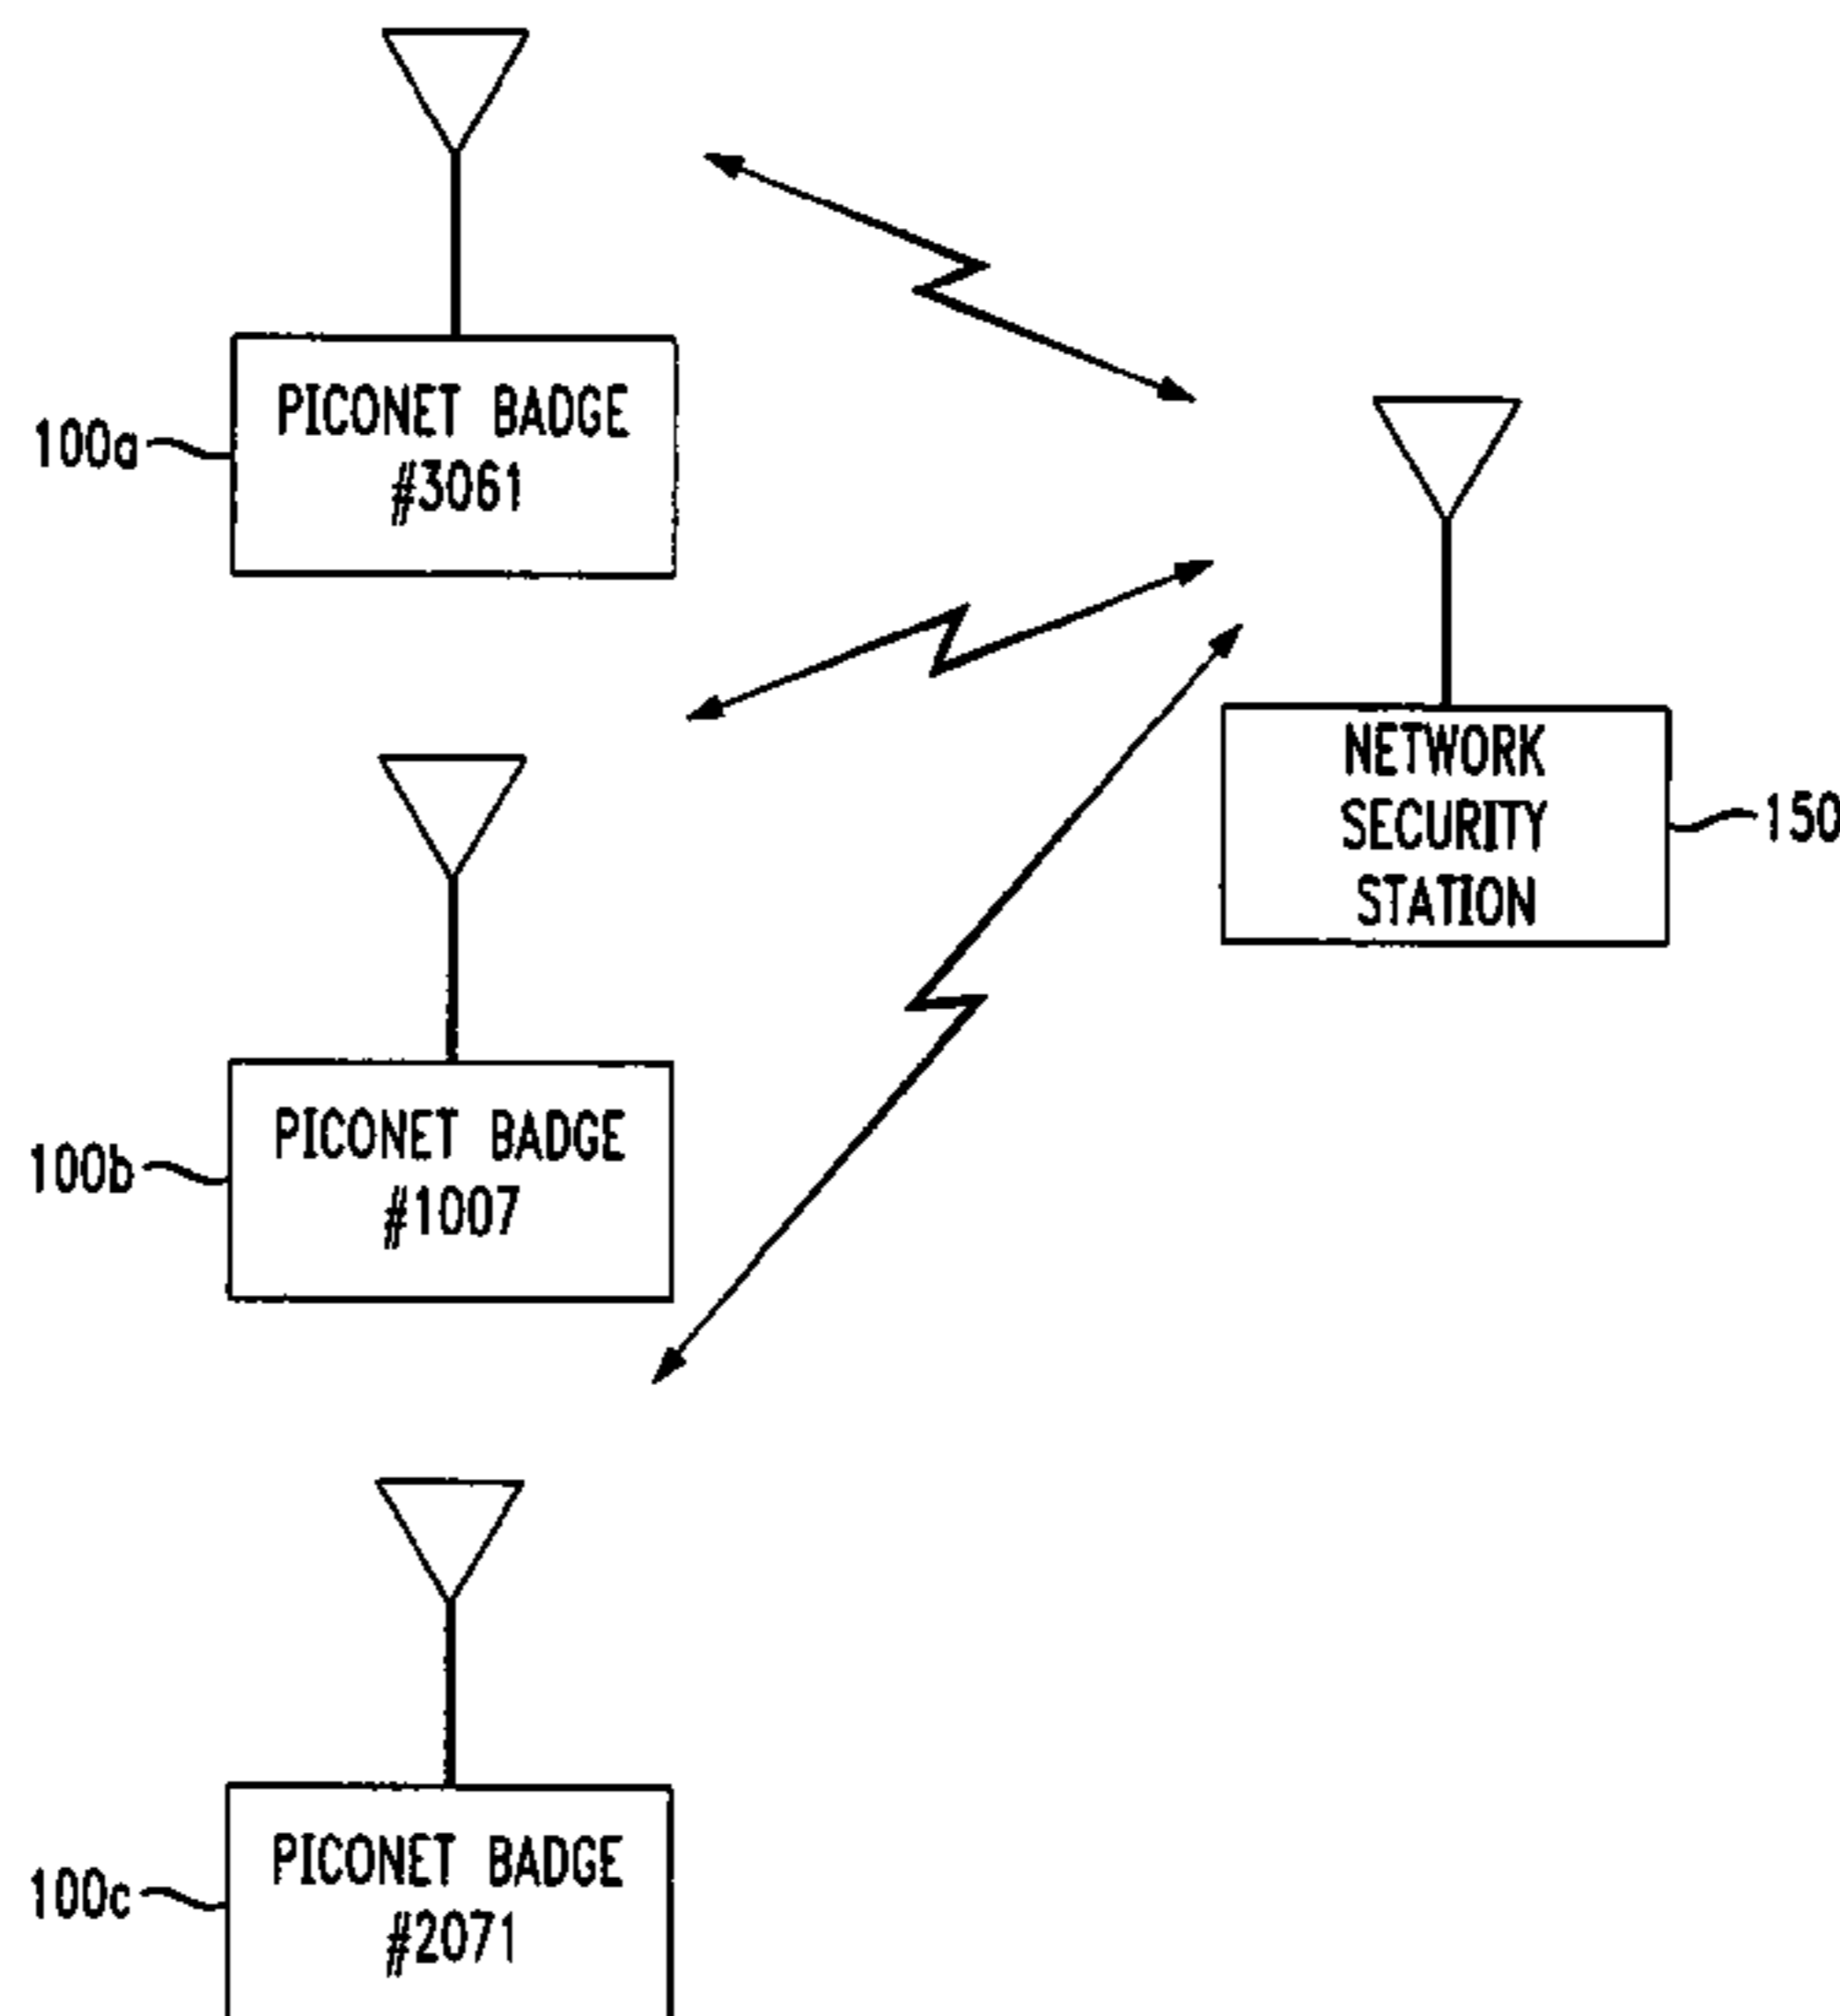 PICONET BADGE
#3061
100a
NETWORK
SECURITY
STATION
150
PICONET BADGE
#1007
100b
PICONET BADGE
#2071
100c